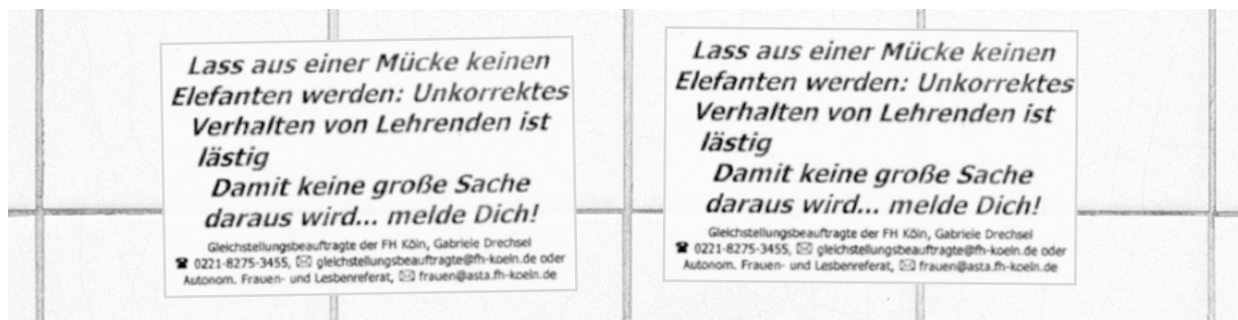 Lass aus einer Mücke keinen
Elefanten werden: Unkorrektes
Verhalten von Lehrenden ist
lästig
Damit keine große Sache
daraus wird... melde Dich!
Gleichstellungsbeauftragte der FH Köln, Gabriele Drechsel
☎ 0221-8275-3455, ✉ gleichstellungsbeauftragte@fh-koeln.de oder
Autonom. Frauen- und Lesbenreferat, ✉ frauen@asta.fh-koeln.de
Lass aus einer Mücke keinen
Elefanten werden: Unkorrektes
Verhalten von Lehrenden ist
lästig
Damit keine große Sache
daraus wird... melde Dich!
Gleichstellungsbeauftragte der FH Köln, Gabriele Drechsel
☎ 0221-8275-3455, ✉ gleichstellungsbeauftragte@fh-koeln.de oder
Autonom. Frauen- und Lesbenreferat, ✉ frauen@asta.fh-koeln.de